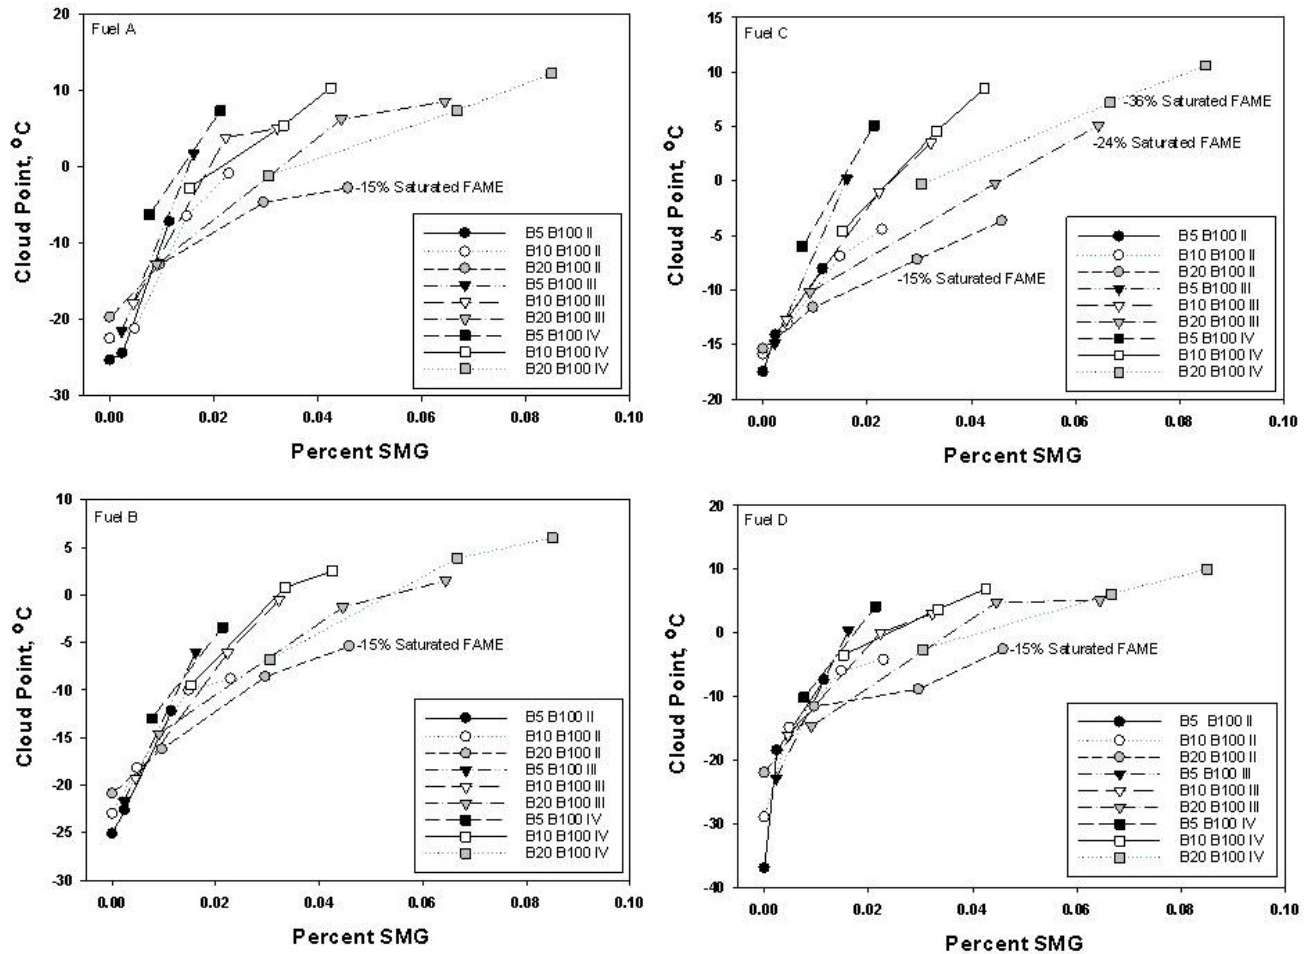 Fuel A
20
10
0
-10
-20
-30
Cloud Point, °C
-15% Saturated FAME
B5 B100 II
B10 B100 II
B20 B100 II
B5 B100 III
B10 B100 III
B20 B100 III
B5 B100 IV
B10 B100 IV
B20 B100 IV
0.00 0.02 0.04 0.06 0.08 0.10
Percent SMG
Fuel C
15
10
5
0
-5
-10
-15
-20
Cloud Point, °C
-36% Saturated FAME
-24% Saturated FAME
-15% Saturated FAME
B5 B100 II
B10 B100 II
B20 B100 II
B5 B100 III
B10 B100 III
B20 B100 III
B5 B100 IV
B10 B100 IV
B20 B100 IV
0.00 0.02 0.04 0.06 0.08 0.10
Percent SMG
Fuel B
10
5
0
-5
-10
-15
-20
-25
-30
Cloud Point, °C
-15% Saturated FAME
B5 B100 II
B10 B100 II
B20 B100 II
B5 B100 III
B10 B100 III
B20 B100 III
B5 B100 IV
B10 B100 IV
B20 B100 IV
0.00 0.02 0.04 0.06 0.08 0.10
Percent SMG
Fuel D
20
10
0
-10
-20
-30
-40
Cloud Point, °C
-15% Saturated FAME
B5 B100 II
B10 B100 II
B20 B100 II
B5 B100 III
B10 B100 III
B20 B100 III
B5 B100 IV
B10 B100 IV
B20 B100 IV
0.00 0.02 0.04 0.06 0.08 0.10
Percent SMG